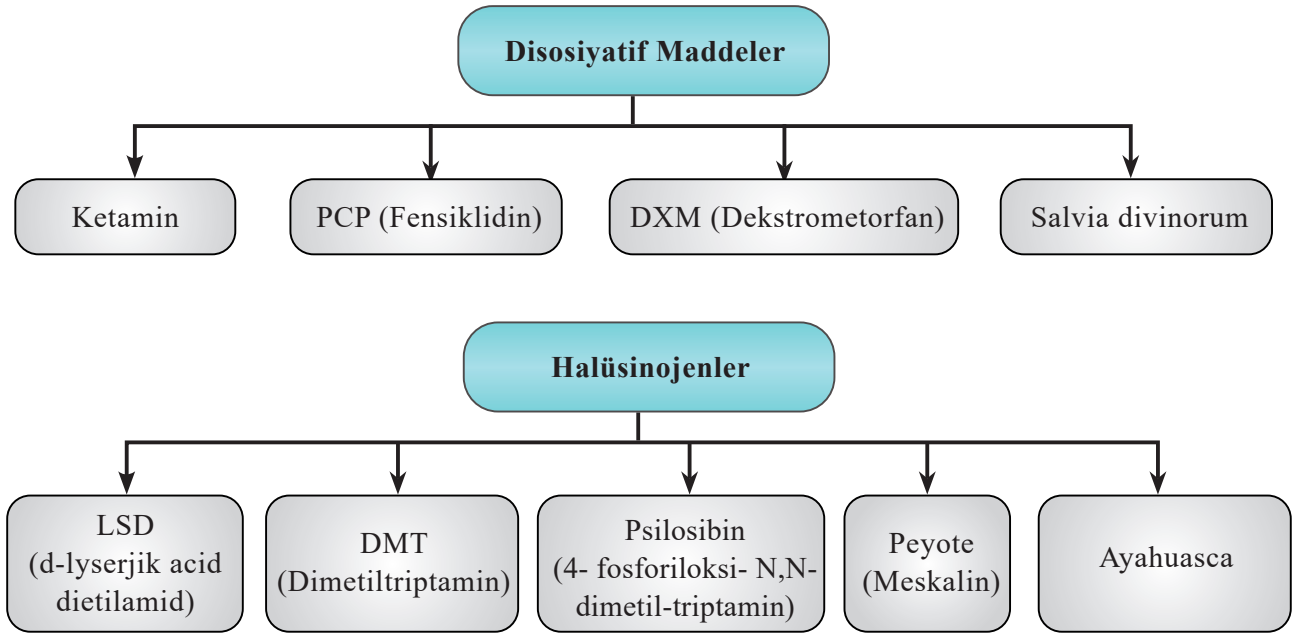 Disosiyatif Maddeler
Ketamin
PCP (Fensiklidin)
DXM (Dekstrometorfan)
Salvia divinorum
Halüsinojenler
LSD
(d-lyserjik acid
dietilamid)
DMT
(Dimetiltriptamin)
Psilosibin
(4- fosforiloksi- N,N-
dimetil-triptamin)
Peyote
(Meskalin)
Ayahuasca